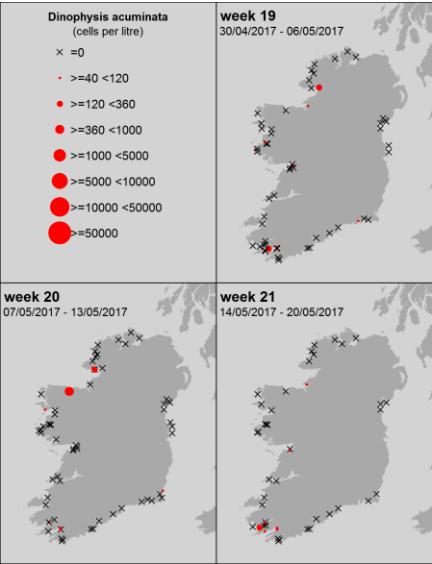 Dinophysis acuminata
(cells per litre)
=0
>=40 <120
>=120 <360
>=360 <1000
>=1000 <5000
>=5000 <10000
>=10000 <50000
>=50000
week 19
30/04/2017 - 06/05/2017
week 20
07/05/2017 - 13/05/2017
week 21
14/05/2017 - 20/05/2017